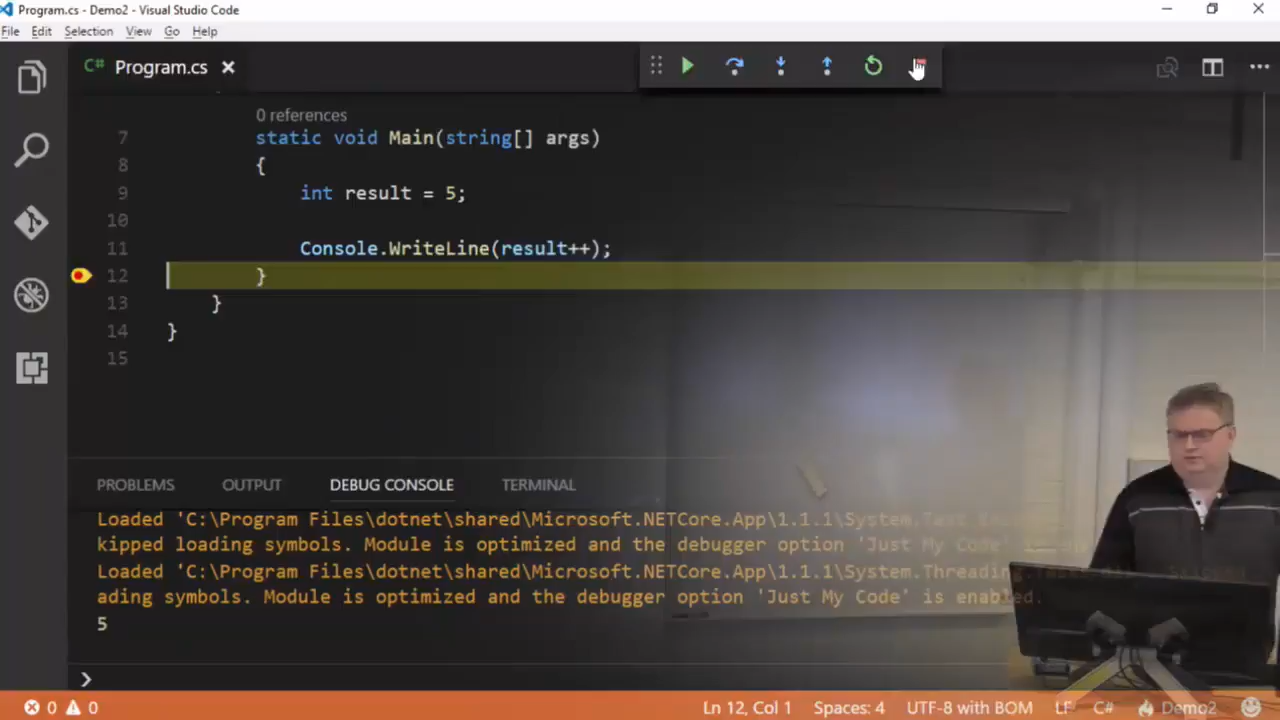 Program.cs - Demo2 - Visual Studio Code
File Edit Selection View Go Help
C# Program.cs
0 references
7 static void Main(string[] args)
8 {
9 int result = 5;
10
11 Console.WriteLine(result++);
12 }
13 }
14 }
15
PROBLEMS OUTPUT DEBUG CONSOLE TERMINAL
Loaded 'C:\Program Files\dotnet\shared\Microsoft.NETCore.App\1.1.1\System.Text
kipped loading symbols. Module is optimized and the debugger option 'Just My Code'
Loaded 'C:\Program Files\dotnet\shared\Microsoft.NETCore.App\1.1.1\System.Threading
ading symbols. Module is optimized and the debugger option 'Just My Code' is enabled.
5
0 0 Ln 12, Col 1 Spaces: 4 UTF-8 with BOM LF C# Demo2